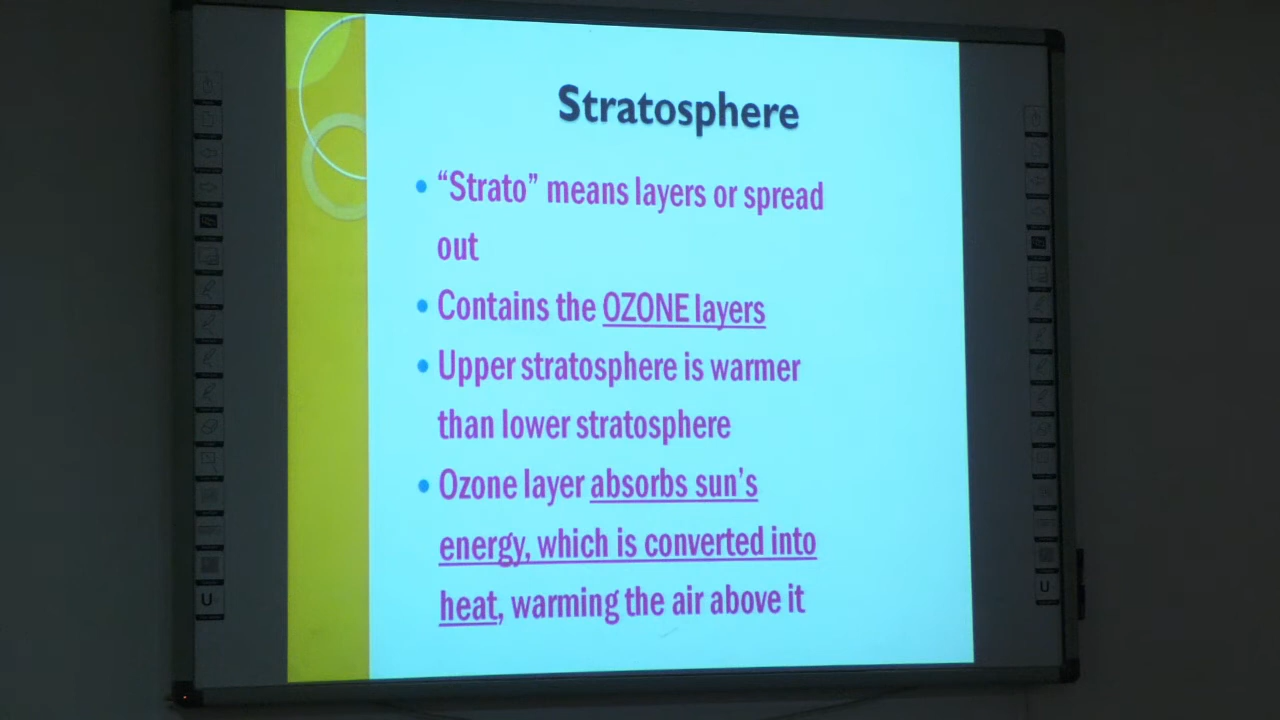 Stratosphere
• “Strato” means layers or spread
out
• Contains the OZONE layers
• Upper stratosphere is warmer
than lower stratosphere
• Ozone layer absorbs sun’s
energy, which is converted into
heat, warming the air above it
U
U